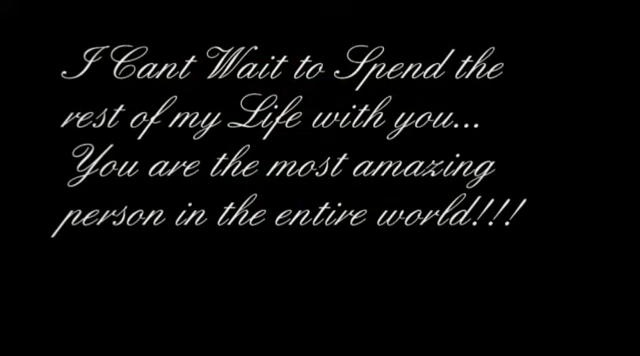 I Cant Wait to Spend the
rest of my Life with you...
You are the most amazing
person in the entire world!!!